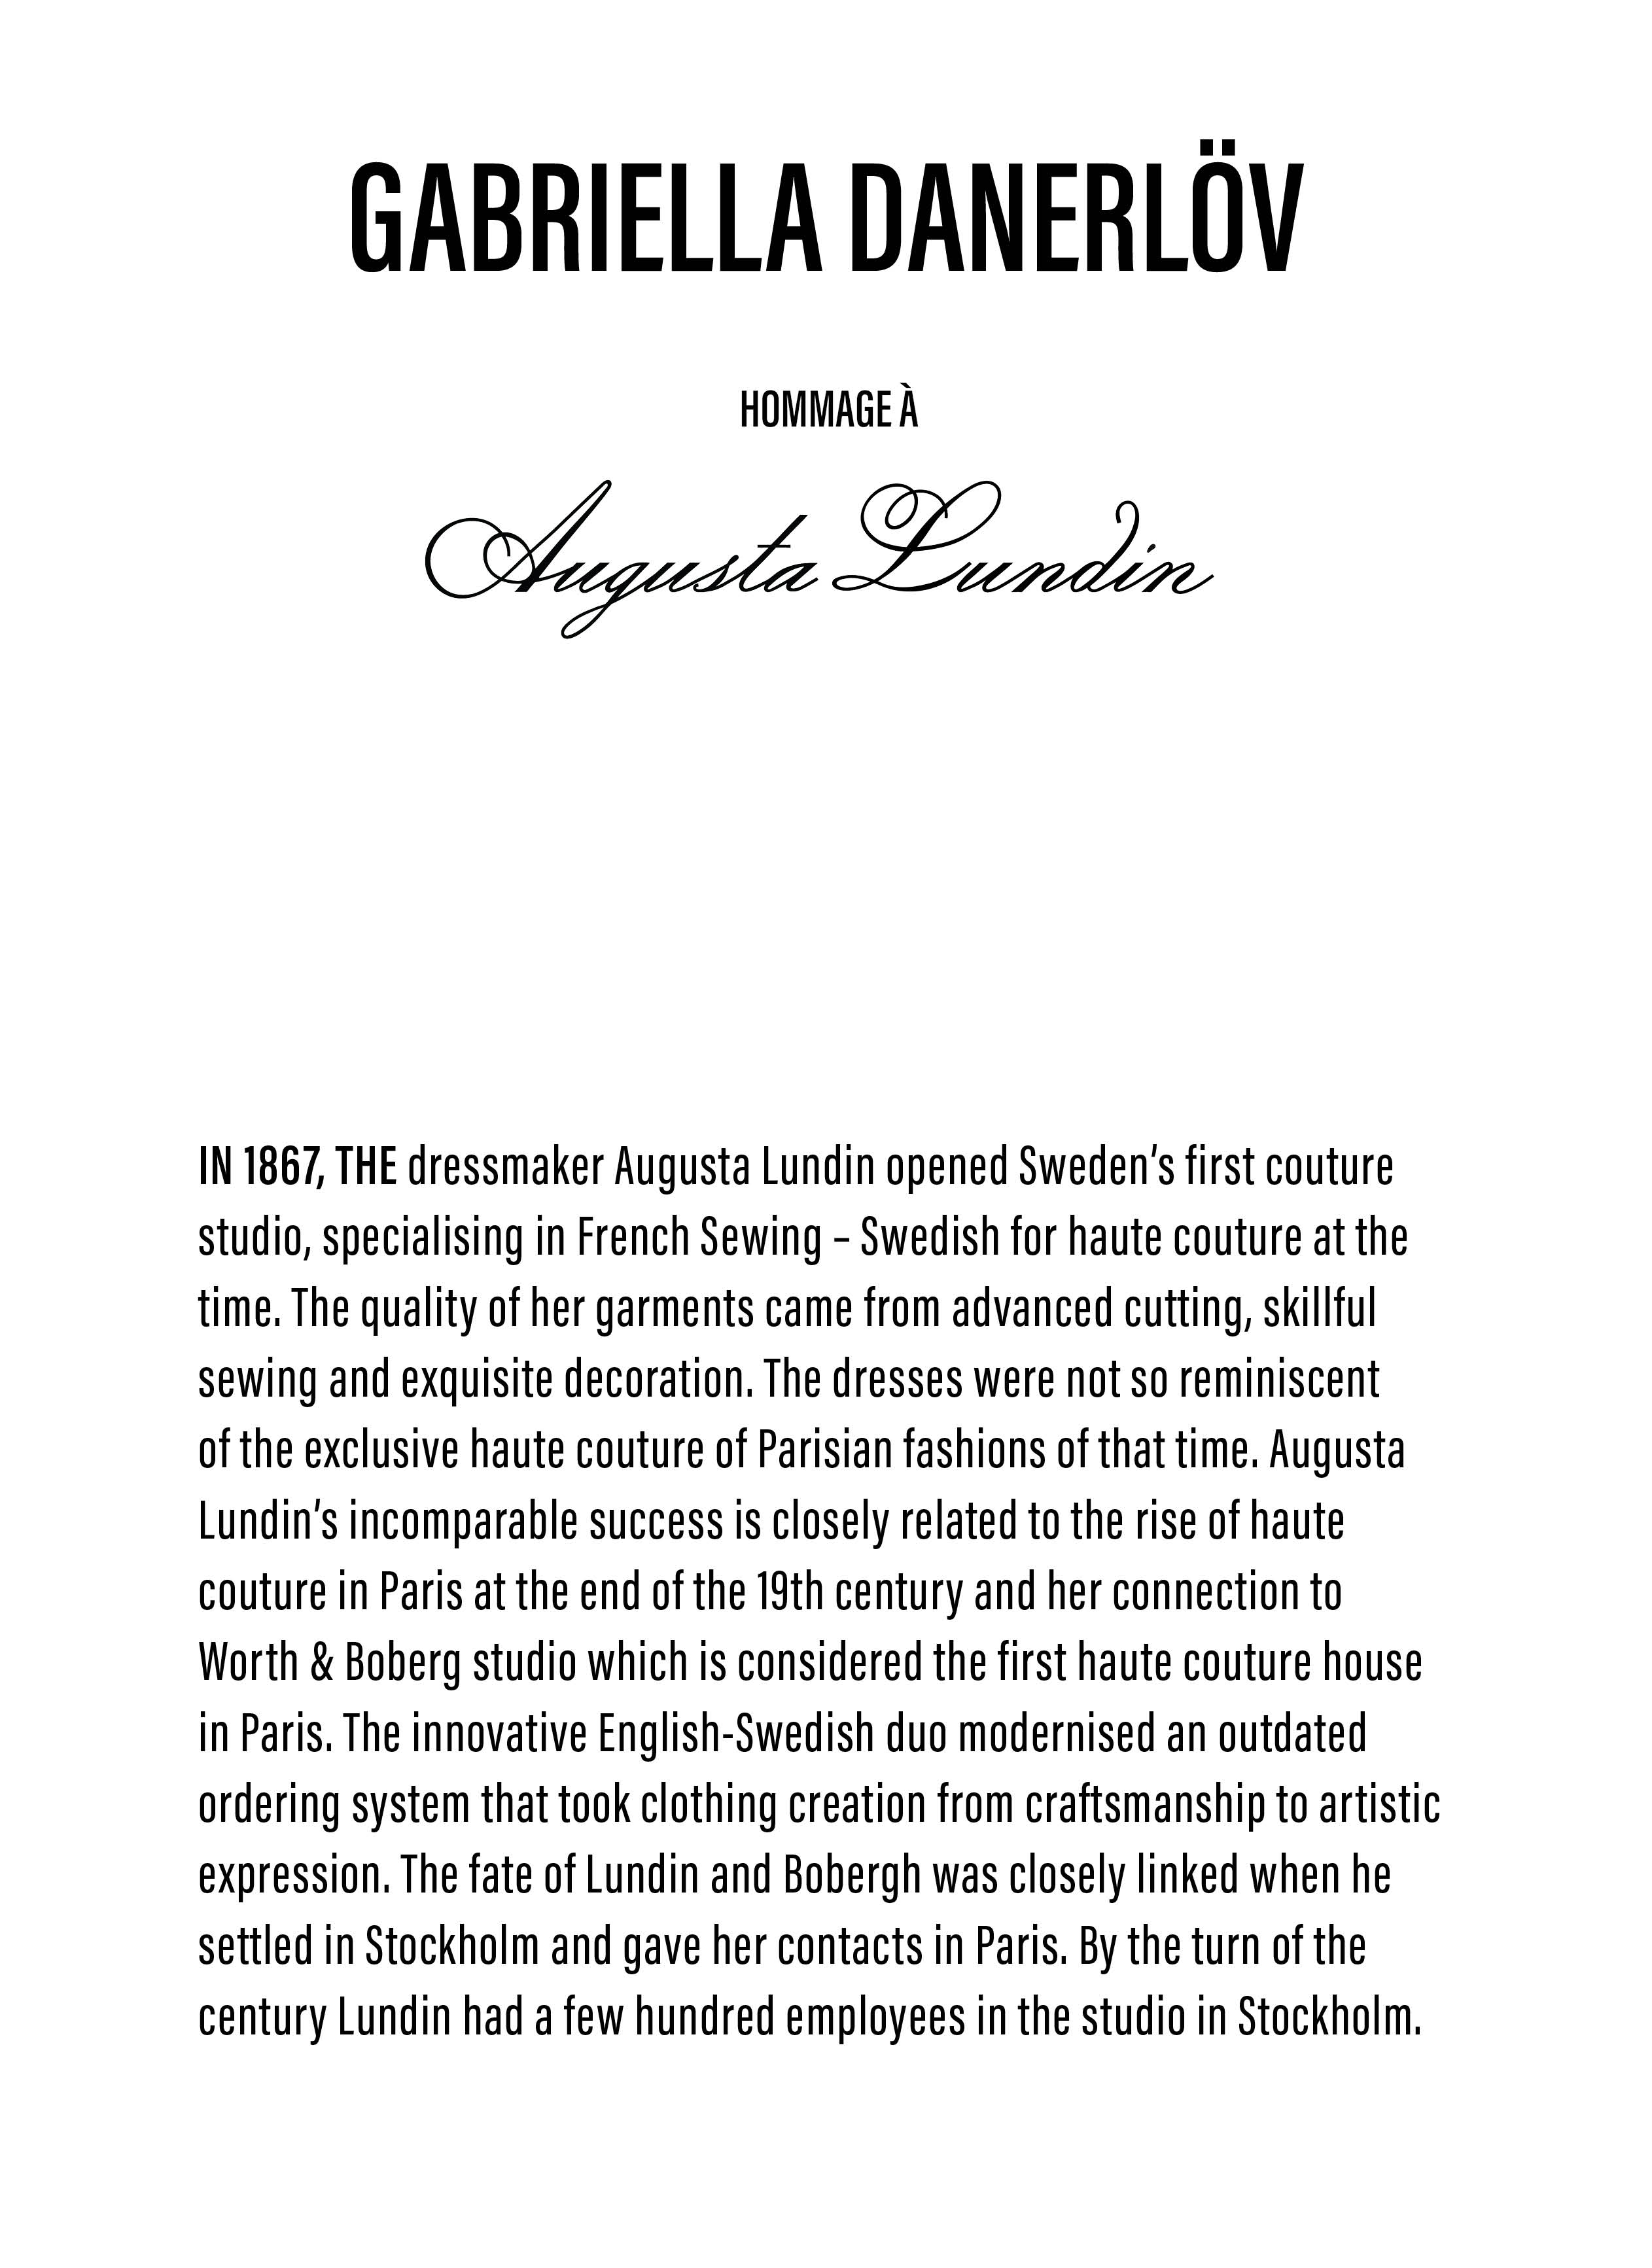 GABRIELLA DANERLÖV
HOMMAGE À
Augusta Lundin
IN 1867, THE dressmaker Augusta Lundin opened Sweden’s first couture
studio, specialising in French Sewing – Swedish for haute couture at the
time. The quality of her garments came from advanced cutting, skillful
sewing and exquisite decoration. The dresses were not so reminiscent
of the exclusive haute couture of Parisian fashions of that time. Augusta
Lundin’s incomparable success is closely related to the rise of haute
couture in Paris at the end of the 19th century and her connection to
Worth & Boberg studio which is considered the first haute couture house
in Paris. The innovative English-Swedish duo modernised an outdated
ordering system that took clothing creation from craftsmanship to artistic
expression. The fate of Lundin and Bobergh was closely linked when he
settled in Stockholm and gave her contacts in Paris. By the turn of the
century Lundin had a few hundred employees in the studio in Stockholm.